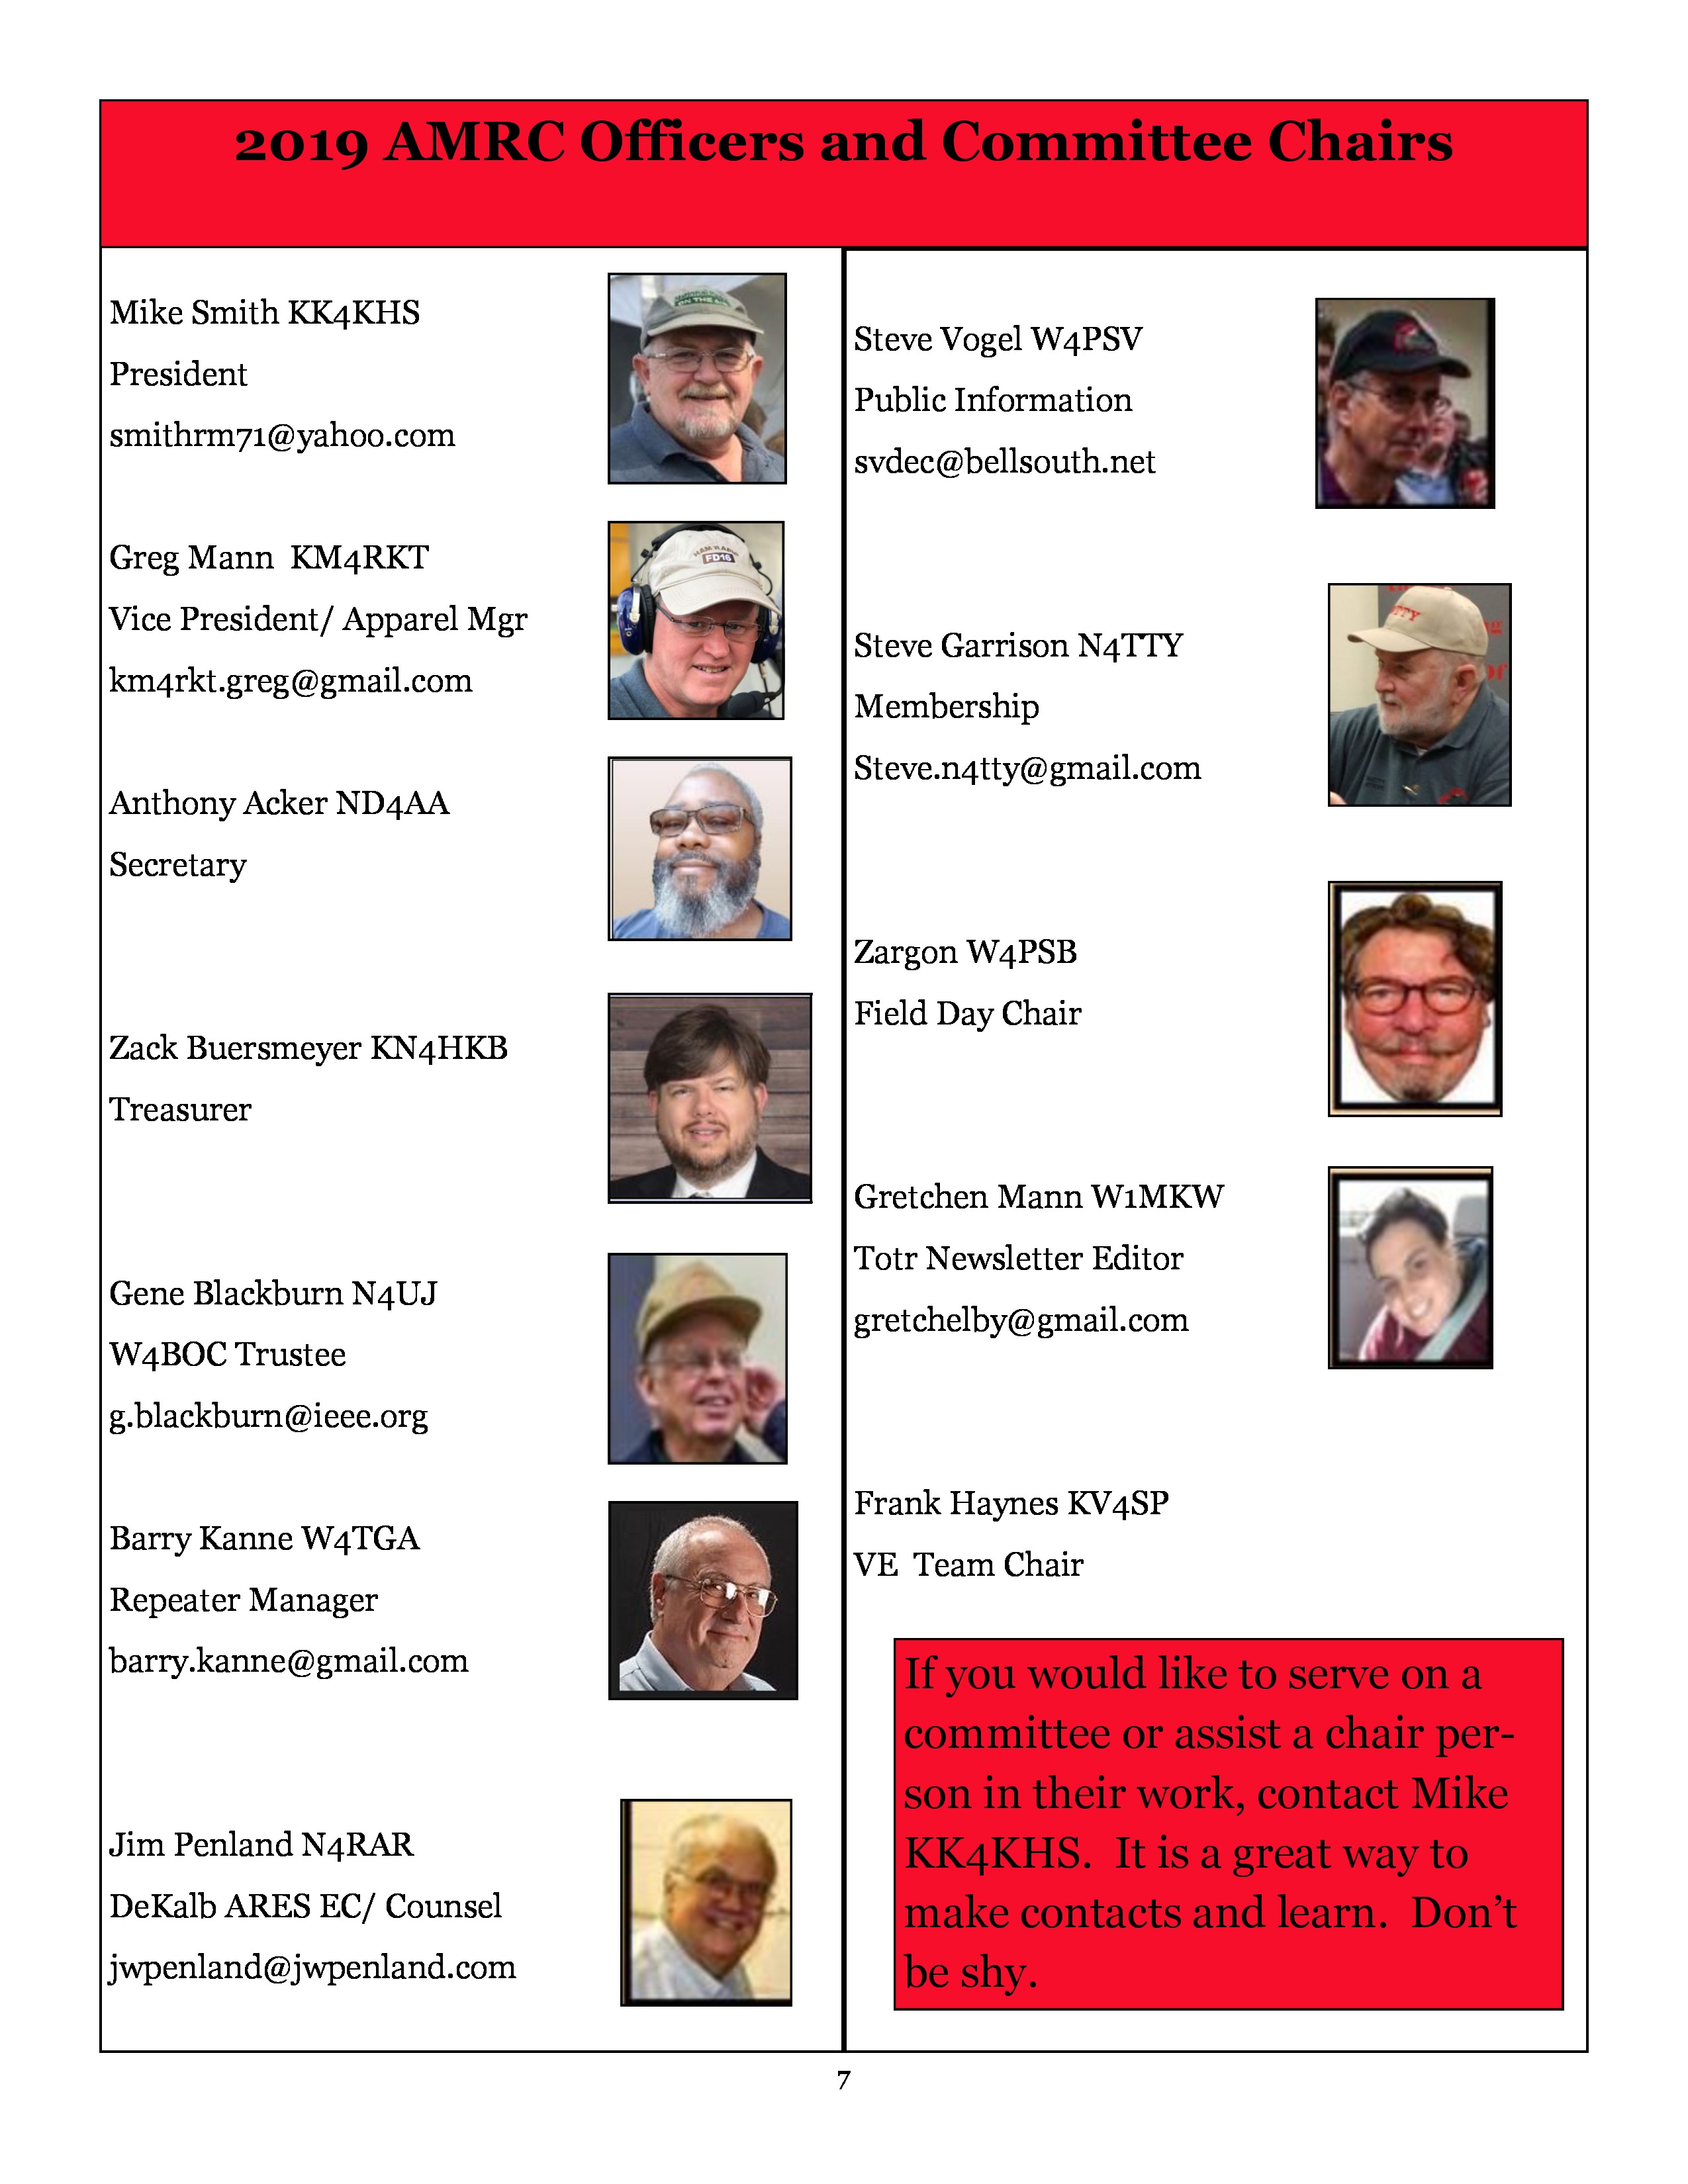 2019 AMRC Officers and Committee Chairs
Mike Smith KK4KHS
President
smithrm71@yahoo.com
Greg Mann  KM4RKT
Vice President/ Apparel Mgr
km4rkt.greg@gmail.com
Anthony Acker ND4AA
Secretary
Zack Buersmeyer KN4HKB
Treasurer
Gene Blackburn N4UJ
W4BOC Trustee
g.blackburn@ieee.org
Barry Kanne W4TGA
Repeater Manager
barry.kanne@gmail.com
Jim Penland N4RAR
DeKalb ARES EC/ Counsel
jwpenland@jwpenland.com
Steve Vogel W4PSV
Public Information
svdec@bellsouth.net
Steve Garrison N4TTY
Membership
Steve.n4tty@gmail.com
Zargon W4PSB
Field Day Chair
Gretchen Mann W1MKW
Totr Newsletter Editor
gretchelby@gmail.com
Frank Haynes KV4SP
VE  Team Chair
If you would like to serve on a
committee or assist a chair per-
son in their work, contact Mike
KK4KHS.  It is a great way to
make contacts and learn.  Don’t
be shy.
7